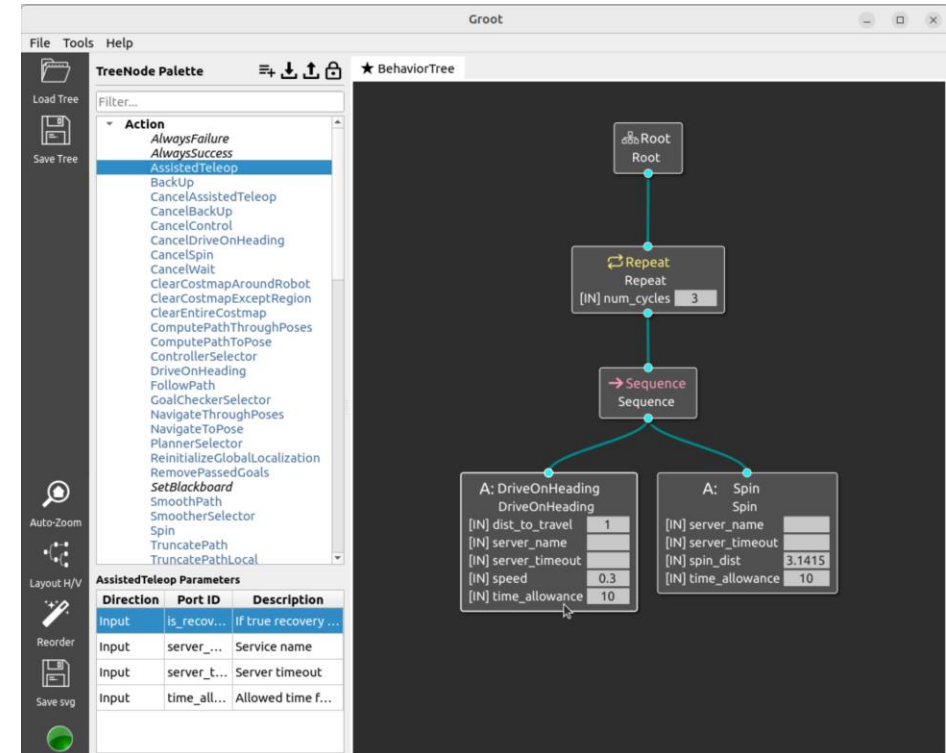 Groot
File Tools Help
Load Tree
Save Tree
Auto-Zoom
Layout H/V
Reorder
Save svg
TreeNode Palette
Filter...
Action
AlwaysFailure
AlwaysSuccess
AssistedTeleop
BackUp
CancelAssistedTeleop
CancelBackUp
CancelControl
CancelDriveOnHeading
CancelSpin
CancelWait
ClearCostmapAroundRobot
ClearCostmapExceptRegion
ClearEntireCostmap
ComputePathThroughPoses
ComputePathToPose
ControllerSelector
DriveOnHeading
FollowPath
GoalCheckerSelector
NavigateThroughPoses
NavigateToPose
PlannerSelector
ReinitializeGlobalLocalization
RemovePassedGoals
SetBlackboard
SmoothPath
SmootherSelector
Spin
TruncatePath
TruncatePathLocal
AssistedTeleop Parameters
Direction Port ID Description
Input is_recov... If true recovery ...
Input server_... Service name
Input server_t... Server timeout
Input time_all... Allowed time f...
★ BehaviorTree
Root
Root
Repeat
Repeat
[IN] num_cycles 3
Sequence
Sequence
A: DriveOnHeading
DriveOnHeading
[IN] dist_to_travel 1
[IN] server_name
[IN] server_timeout
[IN] speed 0.3
[IN] time_allowance 10
A: Spin
Spin
[IN] server_name
[IN] server_timeout
[IN] spin_dist 3.1415
[IN] time_allowance 10